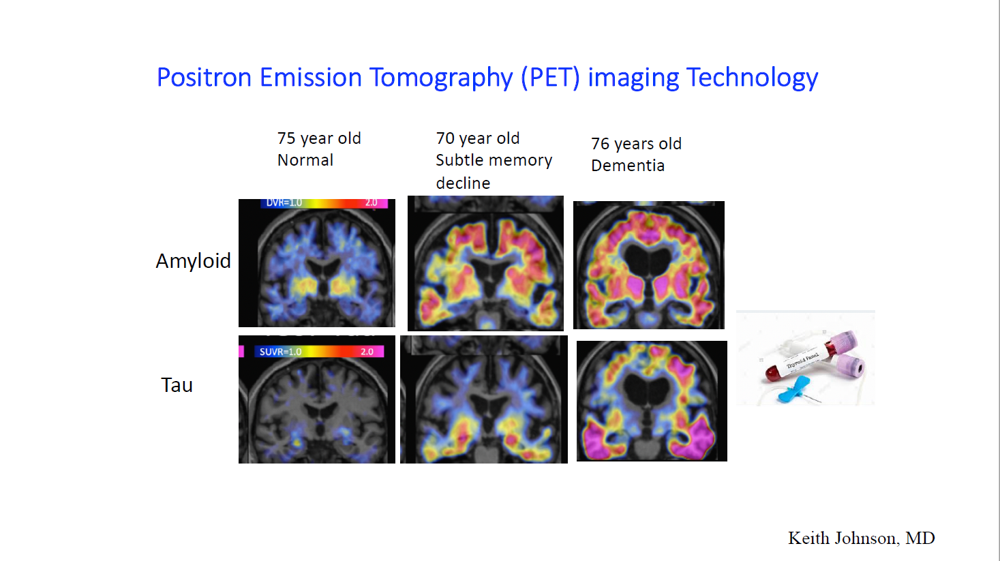 Positron Emission Tomography (PET) imaging Technology
75 year old
Normal
70 year old
Subtle memory
decline
76 years old
Dementia
DVR=1.0 2.0
Amyloid
SUVR=1.0 2.0
Tau
Thyroid Panel
Keith Johnson, MD